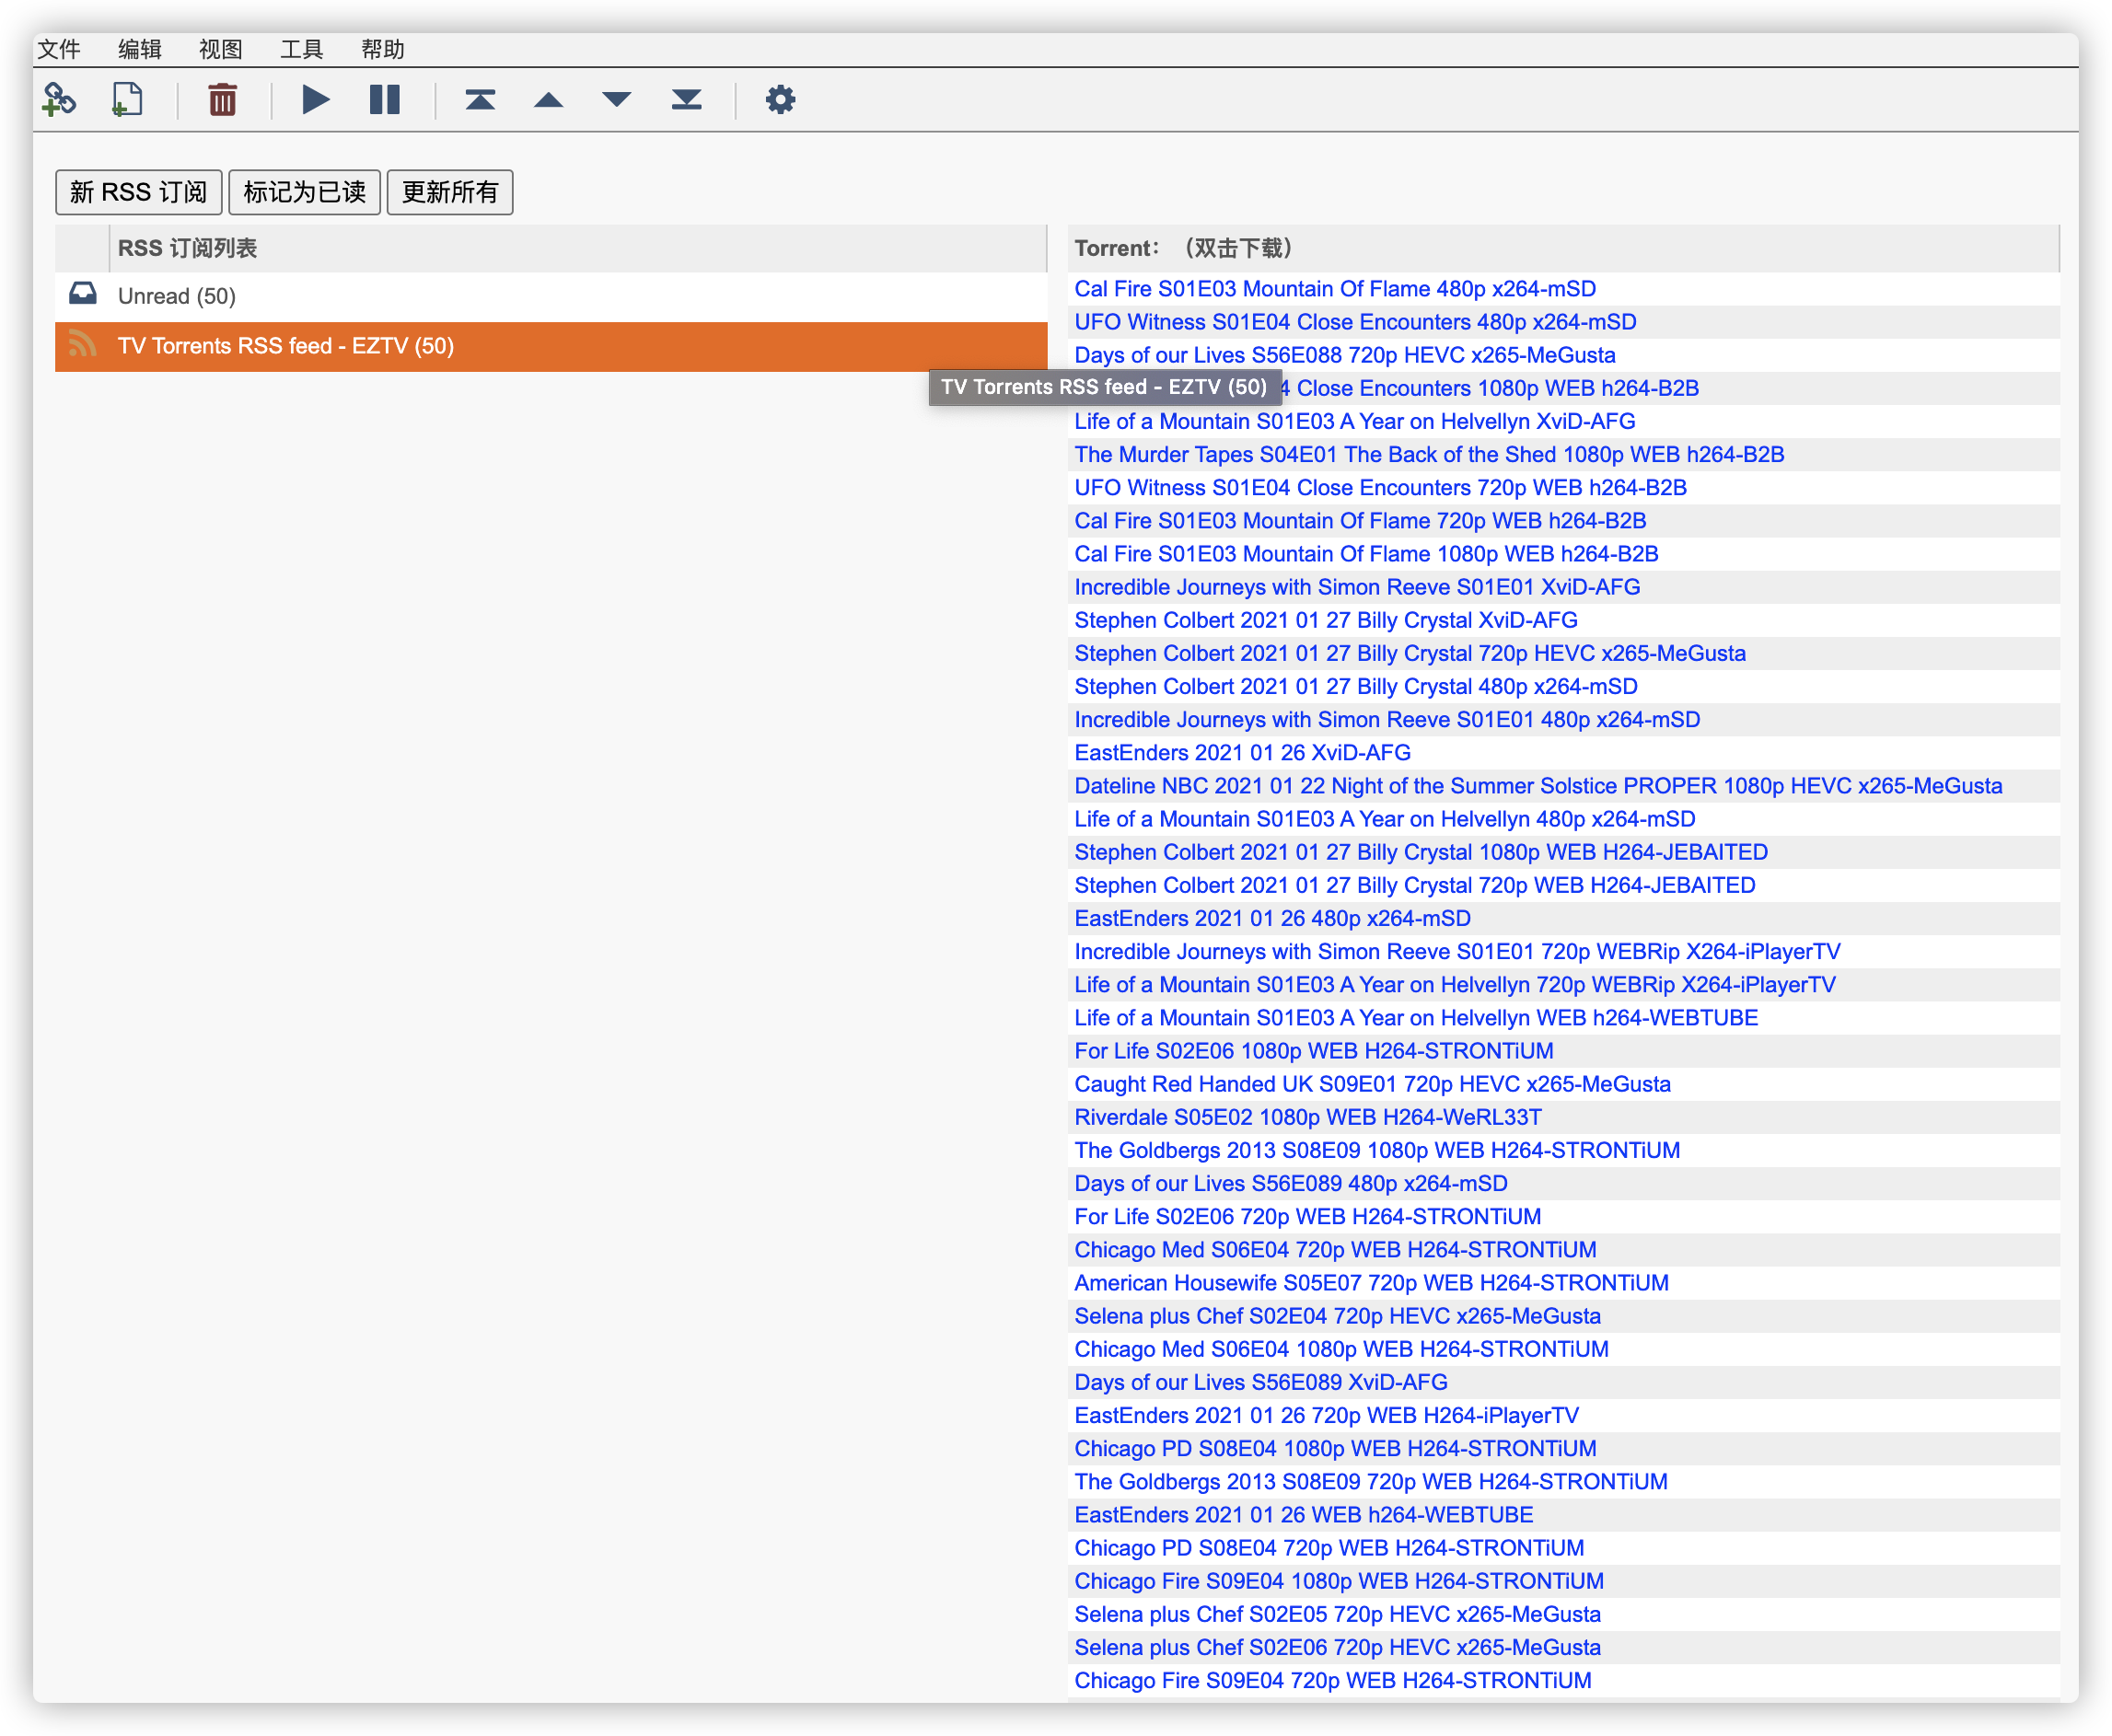 文件 编辑 视图 工具 帮助
新 RSS 订阅 标记为已读 更新所有
RSS 订阅列表
Unread (50)
TV Torrents RSS feed - EZTV (50)
TV Torrents RSS feed - EZTV (50)
Torrent: （双击下载）
Cal Fire S01E03 Mountain Of Flame 480p x264-mSD
UFO Witness S01E04 Close Encounters 480p x264-mSD
Days of our Lives S56E088 720p HEVC x265-MeGusta
4 Close Encounters 1080p WEB h264-B2B
Life of a Mountain S01E03 A Year on Helvellyn XviD-AFG
The Murder Tapes S04E01 The Back of the Shed 1080p WEB h264-B2B
UFO Witness S01E04 Close Encounters 720p WEB h264-B2B
Cal Fire S01E03 Mountain Of Flame 720p WEB h264-B2B
Cal Fire S01E03 Mountain Of Flame 1080p WEB h264-B2B
Incredible Journeys with Simon Reeve S01E01 XviD-AFG
Stephen Colbert 2021 01 27 Billy Crystal XviD-AFG
Stephen Colbert 2021 01 27 Billy Crystal 720p HEVC x265-MeGusta
Stephen Colbert 2021 01 27 Billy Crystal 480p x264-mSD
Incredible Journeys with Simon Reeve S01E01 480p x264-mSD
EastEnders 2021 01 26 XviD-AFG
Dateline NBC 2021 01 22 Night of the Summer Solstice PROPER 1080p HEVC x265-MeGusta
Life of a Mountain S01E03 A Year on Helvellyn 480p x264-mSD
Stephen Colbert 2021 01 27 Billy Crystal 1080p WEB H264-JEBAITED
Stephen Colbert 2021 01 27 Billy Crystal 720p WEB H264-JEBAITED
EastEnders 2021 01 26 480p x264-mSD
Incredible Journeys with Simon Reeve S01E01 720p WEBRip X264-iPlayerTV
Life of a Mountain S01E03 A Year on Helvellyn 720p WEBRip X264-iPlayerTV
Life of a Mountain S01E03 A Year on Helvellyn WEB h264-WEBTUBE
For Life S02E06 1080p WEB H264-STRONTiUM
Caught Red Handed UK S09E01 720p HEVC x265-MeGusta
Riverdale S05E02 1080p WEB H264-WeRL33T
The Goldbergs 2013 S08E09 1080p WEB H264-STRONTiUM
Days of our Lives S56E089 480p x264-mSD
For Life S02E06 720p WEB H264-STRONTiUM
Chicago Med S06E04 720p WEB H264-STRONTiUM
American Housewife S05E07 720p WEB H264-STRONTiUM
Selena plus Chef S02E04 720p HEVC x265-MeGusta
Chicago Med S06E04 1080p WEB H264-STRONTiUM
Days of our Lives S56E089 XviD-AFG
EastEnders 2021 01 26 720p WEB H264-iPlayerTV
Chicago PD S08E04 1080p WEB H264-STRONTiUM
The Goldbergs 2013 S08E09 720p WEB H264-STRONTiUM
EastEnders 2021 01 26 WEB h264-WEBTUBE
Chicago PD S08E04 720p WEB H264-STRONTiUM
Chicago Fire S09E04 1080p WEB H264-STRONTiUM
Selena plus Chef S02E05 720p HEVC x265-MeGusta
Selena plus Chef S02E06 720p HEVC x265-MeGusta
Chicago Fire S09E04 720p WEB H264-STRONTiUM